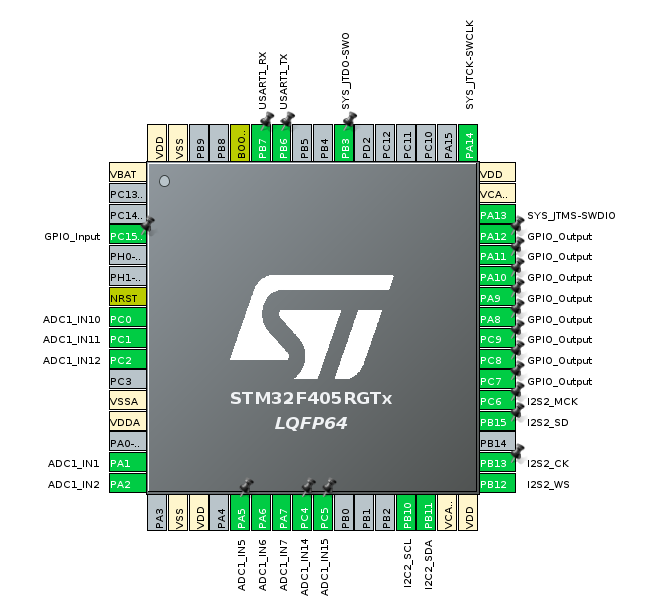 USART1_RX
USART1_TX
SYS_JTDO-SWO
SYS_JTCK-SWCLK
VDD
VSS
PB9
PB8
BOO..
PB7
PB6
PB5
PB4
PB3
PD2
PC12
PC11
PC10
PA15
PA14
VBAT
PC13..
PC14..
GPIO_Input PC15..
PH0-..
PH1-..
NRST
ADC1_IN10 PC0
ADC1_IN11 PC1
ADC1_IN12 PC2
PC3
VSSA
VDDA
PA0-..
ADC1_IN1 PA1
ADC1_IN2 PA2
ST
STM32F405RGTx
LQFP64
VDD
VCA..
PA13 SYS_JTMS-SWDIO
PA12 GPIO_Output
PA11 GPIO_Output
PA10 GPIO_Output
PA9 GPIO_Output
PA8 GPIO_Output
PC9 GPIO_Output
PC8 GPIO_Output
PC7 GPIO_Output
PC6 I2S2_MCK
PB15 I2S2_SD
PB14
PB13 I2S2_CK
PB12 I2S2_WS
PA3
VSS
VDD
PA4
PA5
PA6
PA7
PC4
PC5
PB0
PB1
PB2
PB10
PB11
VCA..
VDD
ADC1_IN5
ADC1_IN6
ADC1_IN7
ADC1_IN14
ADC1_IN15
I2C2_SCL
I2C2_SDA